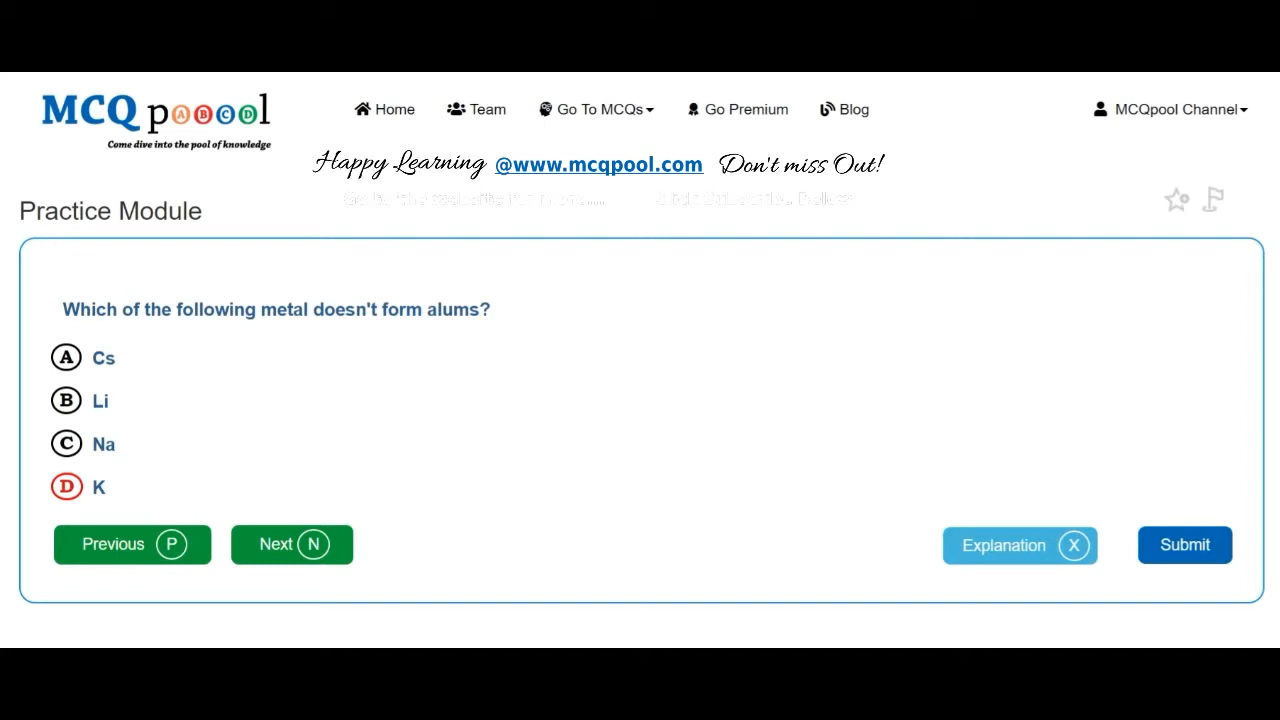 MCQ pABCDl
Come dive into the pool of knowledge
Home Team Go To MCQs Go Premium Blog MCQpool Channel
Happy Learning @www.mcqpool.com Don't miss Out!
Practice Module
Which of the following metal doesn't form alums?
A Cs
B Li
C Na
D K
Previous P Next N Explanation X Submit